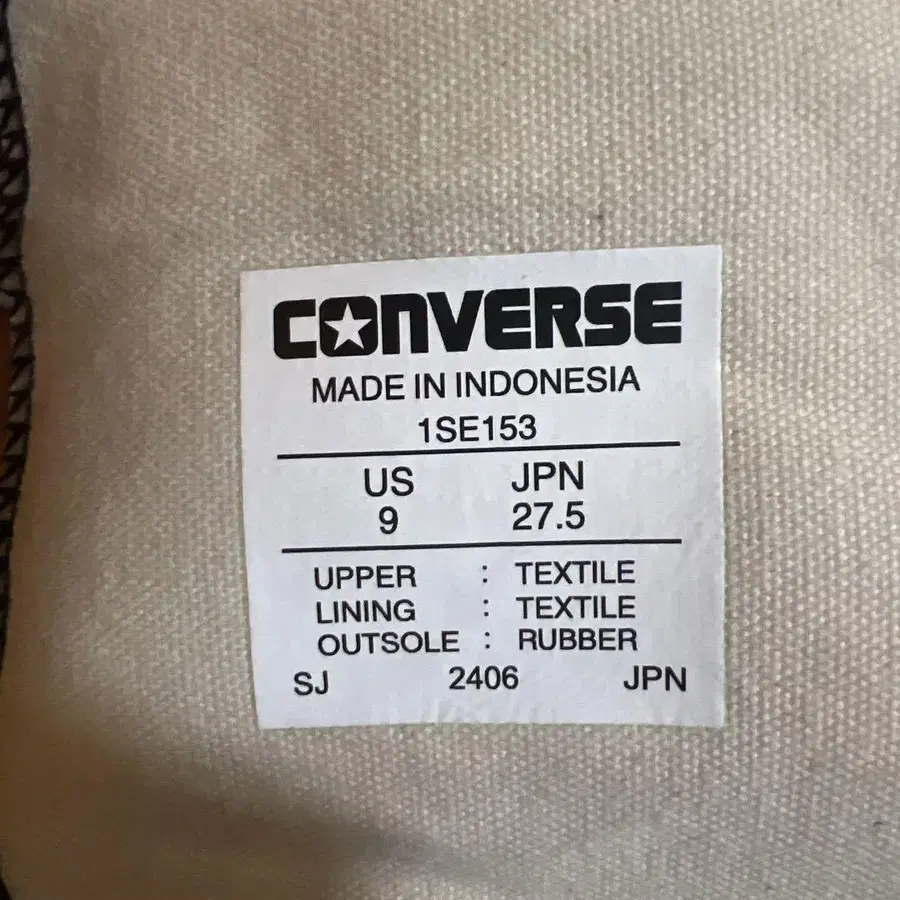 CONVERSE
MADE IN INDONESIA
1SE153
US JPN
9 27.5
UPPER : TEXTILE
LINING : TEXTILE
OUTSOLE : RUBBER
SJ 2406 JPN